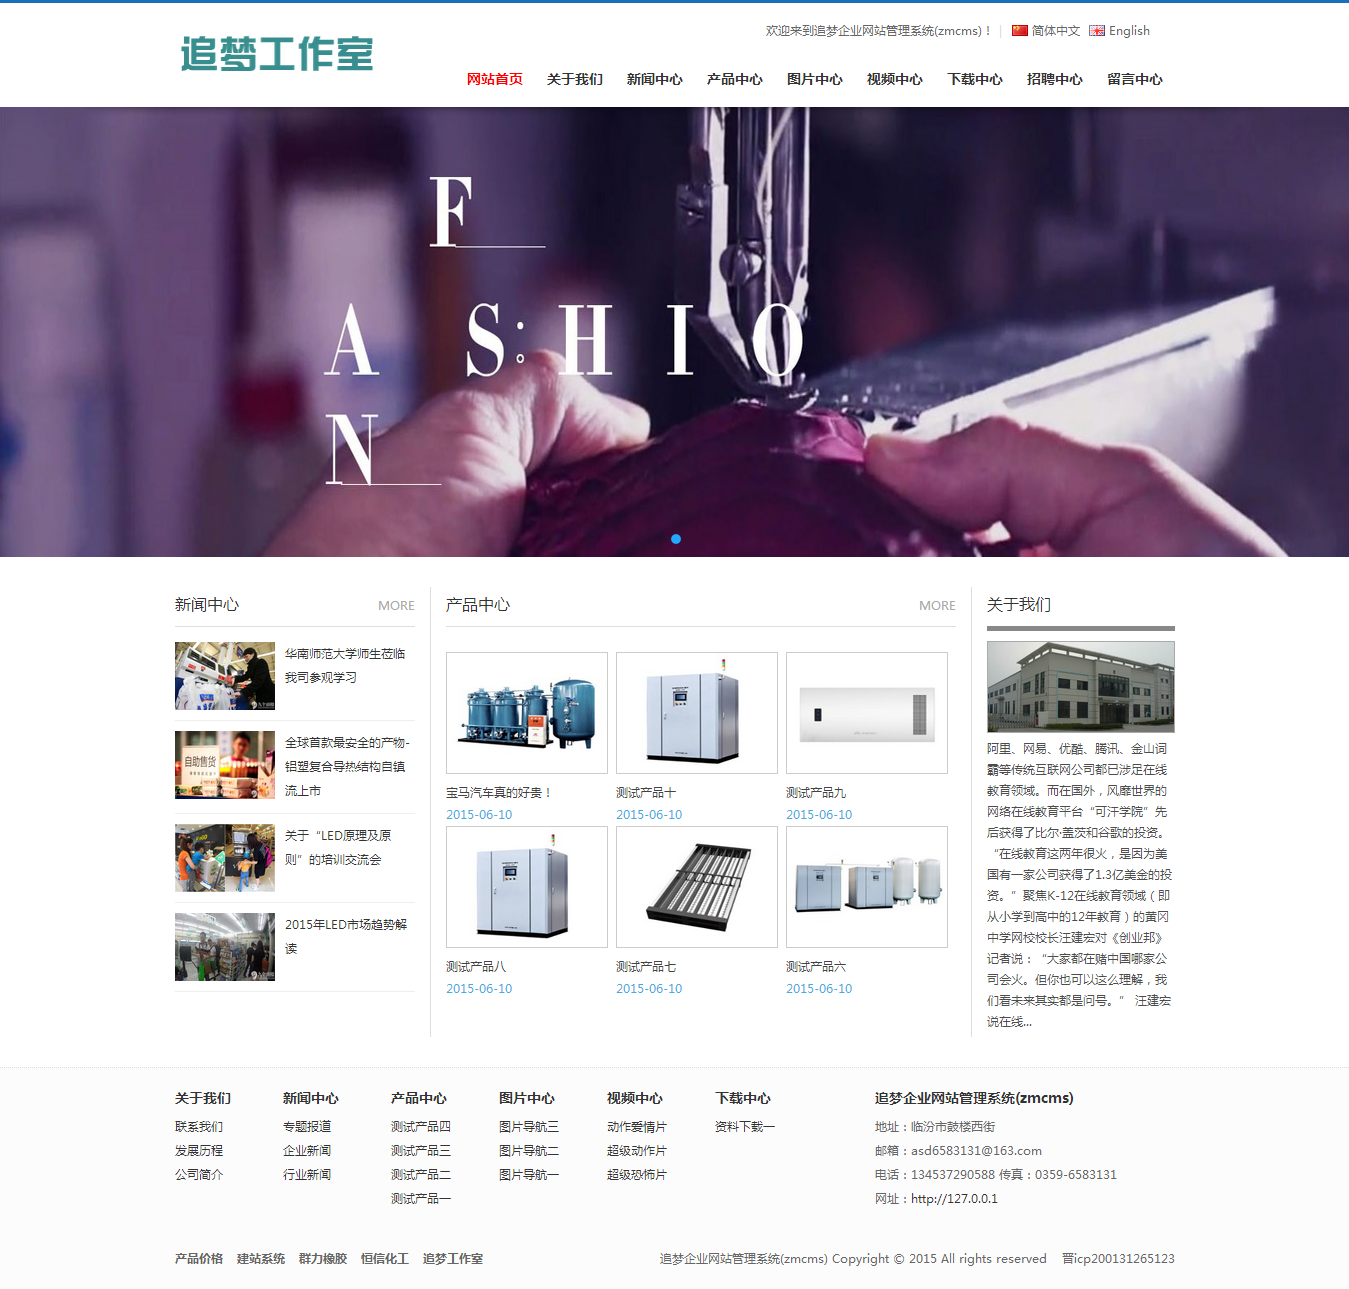 追梦工作室
欢迎来到追梦企业网站管理系统(zmcms)！ 简体中文 English
网站首页 关于我们 新闻中心 产品中心 图片中心 视频中心 下载中心 招聘中心 留言中心
F
A S:HIO
N
新闻中心 MORE
华南师范大学师生莅临
我司参观学习
全球首款最安全的产物-
铝塑复合导热结构自镇
流上市
自助售货
关于“LED原理及原
则”的培训交流会
2015年LED市场趋势解
读
产品中心 MORE
宝马汽车真的好贵！ 测试产品十 测试产品九
2015-06-10 2015-06-10 2015-06-10
测试产品八 测试产品七 测试产品六
2015-06-10 2015-06-10 2015-06-10
关于我们
阿里、网易、优酷、腾讯、金山词
霸等传统互联网公司都已涉足在线
教育领域。而在国外，风靡世界的
网络在线教育平台“可汗学院”先
后获得了比尔·盖茨和谷歌的投资。
“在线教育这两年很火，是因为美
国有一家公司获得了1.3亿美金的投
资。”聚焦K-12在线教育领域（即
从小学到高中的12年教育）的黄冈
中学网校校长汪建宏对《创业邦》
记者说：“大家都在赌中国哪家公
司会火。但你也可以这么理解，我
们看未来其实都是问号。” 汪建宏
说在线...
关于我们 新闻中心 产品中心 图片中心 视频中心 下载中心 追梦企业网站管理系统(zmcms)
联系我们 专题报道 测试产品四 图片导航三 动作爱情片 资料下载一 地址：临汾市鼓楼西街
发展历程 企业新闻 测试产品三 图片导航二 超级动作片 邮箱：asd6583131@163.com
公司简介 行业新闻 测试产品二 图片导航一 超级恐怖片 电话：134537290588 传真：0359-6583131
测试产品一 网址：http://127.0.0.1
产品价格 建站系统 群力橡胶 恒信化工 追梦工作室 追梦企业网站管理系统(zmcms) Copyright © 2015 All rights reserved 晋icp200131265123